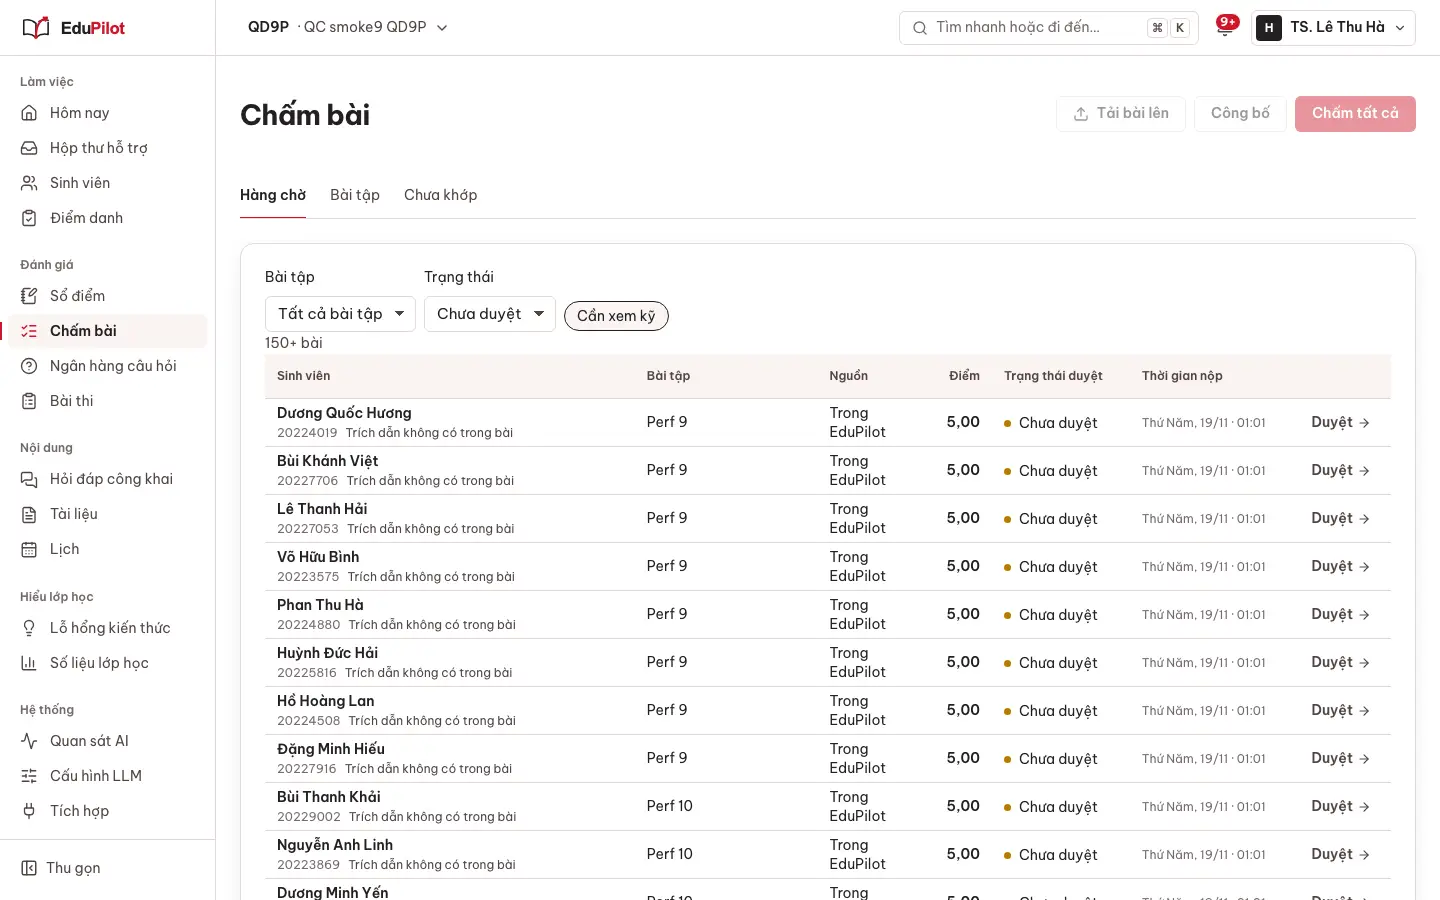 EduPilot
QD9P · QC smoke9 QD9P
Tìm nhanh hoặc đi đến... ⌘ K
9+
H TS. Lê Thu Hà
Làm việc
Hôm nay
Hộp thư hỗ trợ
Sinh viên
Điểm danh
Đánh giá
Sổ điểm
Chấm bài
Ngân hàng câu hỏi
Bài thi
Nội dung
Hỏi đáp công khai
Tài liệu
Lịch
Hiểu lớp học
Lỗ hổng kiến thức
Số liệu lớp học
Hệ thống
Quan sát AI
Cấu hình LLM
Tích hợp
Thu gọn
Chấm bài
Tải bài lên Công bố Chấm tất cả
Hàng chờ Bài tập Chưa khớp
Bài tập Trạng thái
Tất cả bài tập Chưa duyệt Cần xem kỹ
150+ bài
Sinh viên Bài tập Nguồn Điểm Trạng thái duyệt Thời gian nộp
Dương Quốc Hương
20224019 Trích dẫn không có trong bài
Perf 9
Trong
EduPilot
5,00 Chưa duyệt Thứ Năm, 19/11 · 01:01 Duyệt →
Bùi Khánh Việt
20227706 Trích dẫn không có trong bài
Perf 9
Trong
EduPilot
5,00 Chưa duyệt Thứ Năm, 19/11 · 01:01 Duyệt →
Lê Thanh Hải
20227053 Trích dẫn không có trong bài
Perf 9
Trong
EduPilot
5,00 Chưa duyệt Thứ Năm, 19/11 · 01:01 Duyệt →
Võ Hữu Bình
20223575 Trích dẫn không có trong bài
Perf 9
Trong
EduPilot
5,00 Chưa duyệt Thứ Năm, 19/11 · 01:01 Duyệt →
Phan Thu Hà
20224880 Trích dẫn không có trong bài
Perf 9
Trong
EduPilot
5,00 Chưa duyệt Thứ Năm, 19/11 · 01:01 Duyệt →
Huỳnh Đức Hải
20225816 Trích dẫn không có trong bài
Perf 9
Trong
EduPilot
5,00 Chưa duyệt Thứ Năm, 19/11 · 01:01 Duyệt →
Hồ Hoàng Lan
20224508 Trích dẫn không có trong bài
Perf 9
Trong
EduPilot
5,00 Chưa duyệt Thứ Năm, 19/11 · 01:01 Duyệt →
Đặng Minh Hiếu
20227916 Trích dẫn không có trong bài
Perf 9
Trong
EduPilot
5,00 Chưa duyệt Thứ Năm, 19/11 · 01:01 Duyệt →
Bùi Thanh Khải
20229002 Trích dẫn không có trong bài
Perf 10
Trong
EduPilot
5,00 Chưa duyệt Thứ Năm, 19/11 · 01:01 Duyệt →
Nguyễn Anh Linh
20223869 Trích dẫn không có trong bài
Perf 10
Trong
EduPilot
5,00 Chưa duyệt Thứ Năm, 19/11 · 01:01 Duyệt →
Dương Minh Yến
Trong